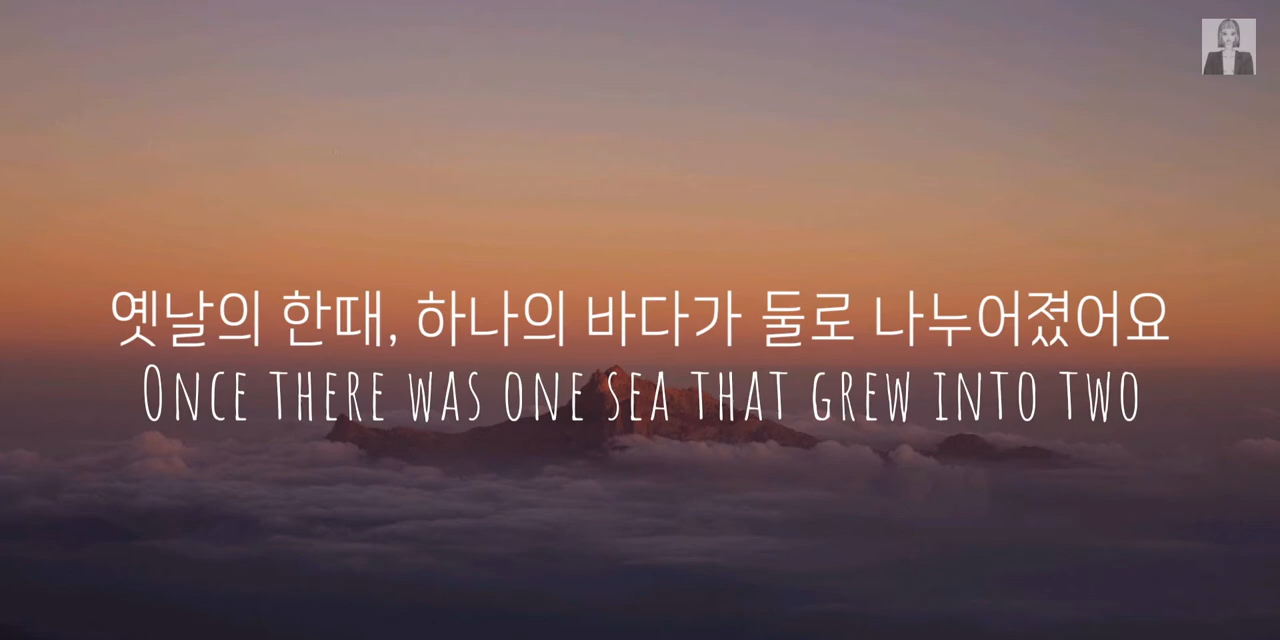 옛날의 한때, 하나의 바다가 둘로 나누어졌어요
Once there was one sea that grew into two